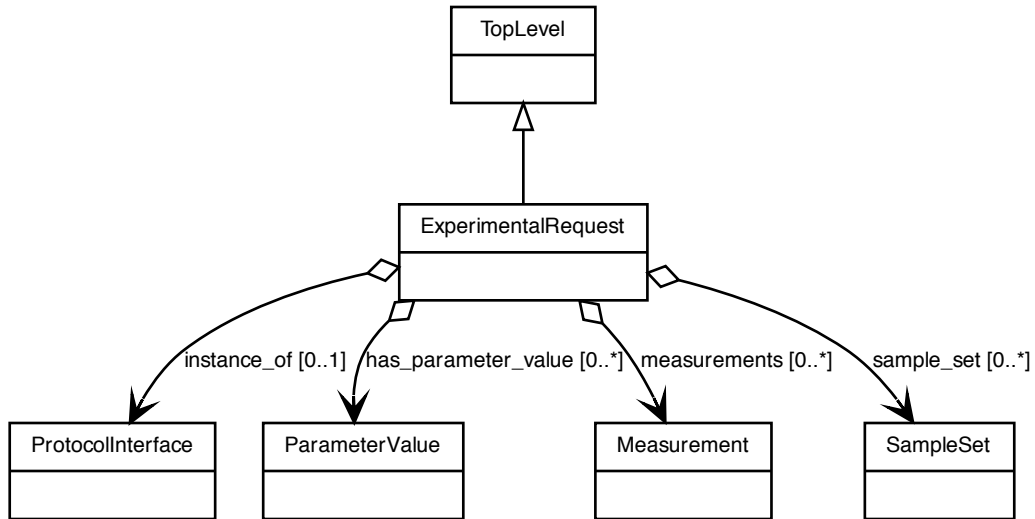 TopLevel
ExperimentalRequest
instance_of [0..1]
has_parameter_value [0..*]
measurements [0..*]
sample_set [0..*]
ProtocolInterface
ParameterValue
Measurement
SampleSet